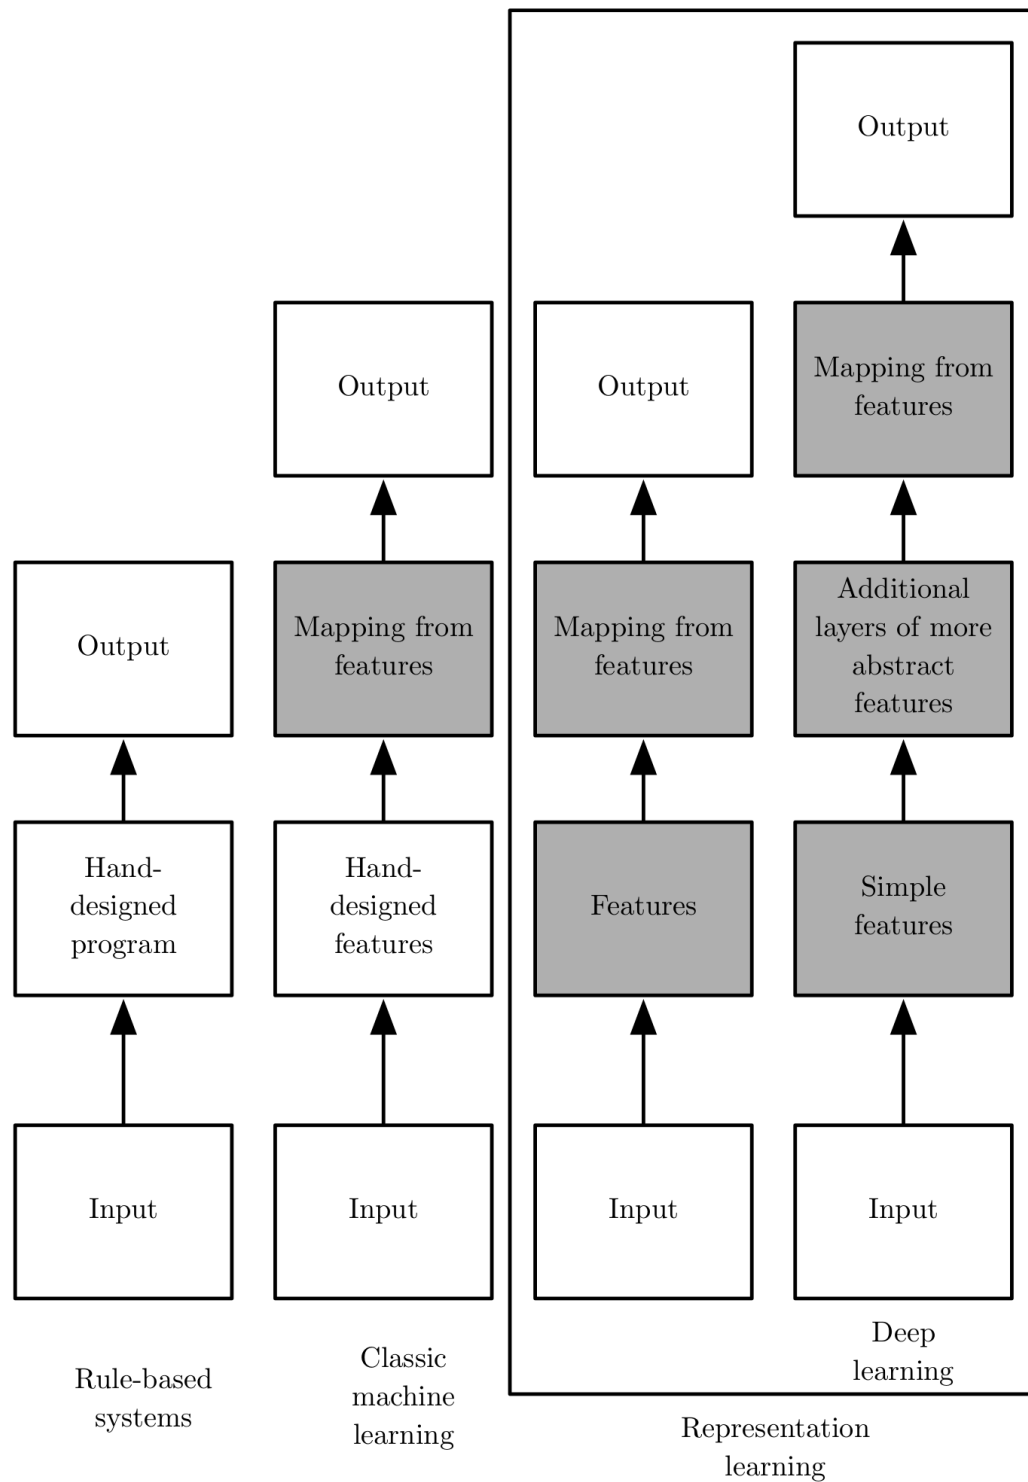 Output
Output
Output
Mapping from
features
Output
Mapping from
features
Mapping from
features
Additional
layers of more
abstract
features
Hand-
designed
program
Hand-
designed
features
Features
Simple
features
Input
Input
Input
Input
Rule-based
systems
Classic
machine
learning
Deep
learning
Representation
learning